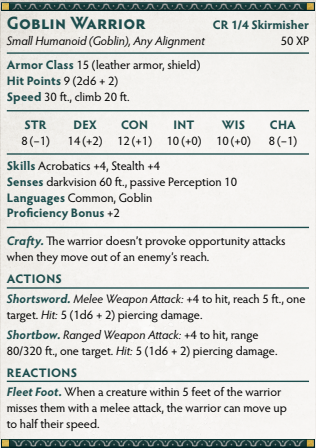 Goblin Warrior CR 1/4 Skirmisher
Small Humanoid (Goblin), Any Alignment 50 XP
Armor Class 15 (leather armor, shield)
Hit Points 9 (2d6 + 2)
Speed 30 ft., climb 20 ft.
STR DEX CON INT WIS CHA
8 (−1) 14 (+2) 12 (+1) 10 (+0) 10 (+0) 8 (−1)
Skills Acrobatics +4, Stealth +4
Senses darkvision 60 ft., passive Perception 10
Languages Common, Goblin
Proficiency Bonus +2
Crafty. The warrior doesn't provoke opportunity attacks
when they move out of an enemy's reach.
Actions
Shortsword. Melee Weapon Attack: +4 to hit, reach 5 ft., one
target. Hit: 5 (1d6 + 2) piercing damage.
Shortbow. Ranged Weapon Attack: +4 to hit, range
80/320 ft., one target. Hit: 5 (1d6 + 2) piercing damage.
Reactions
Fleet Foot. When a creature within 5 feet of the warrior
misses them with a melee attack, the warrior can move up
to half their speed.